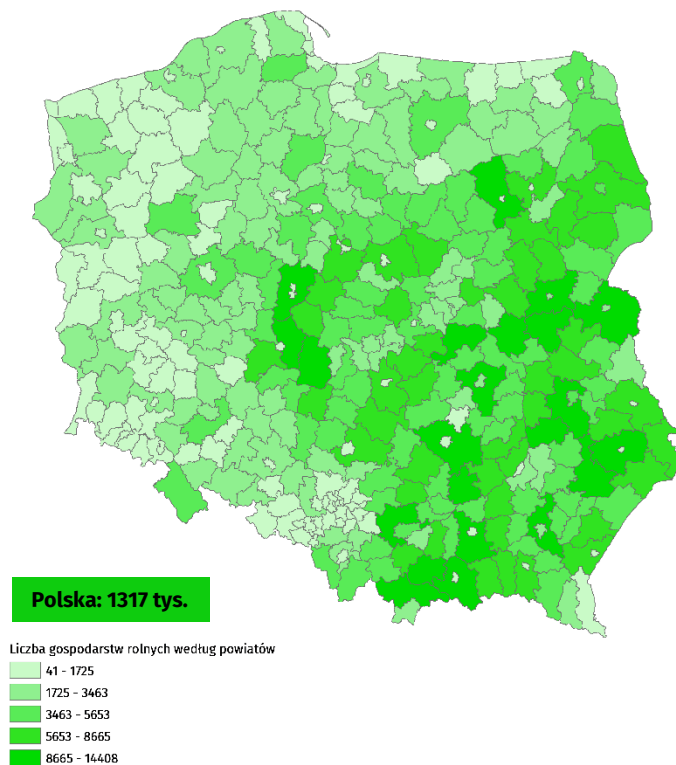 Polska: 1317 tys.
Liczba gospodarstw rolnych według powiatów
41 - 1725
1725 - 3463
3463 - 5653
5653 - 8665
8665 - 14408